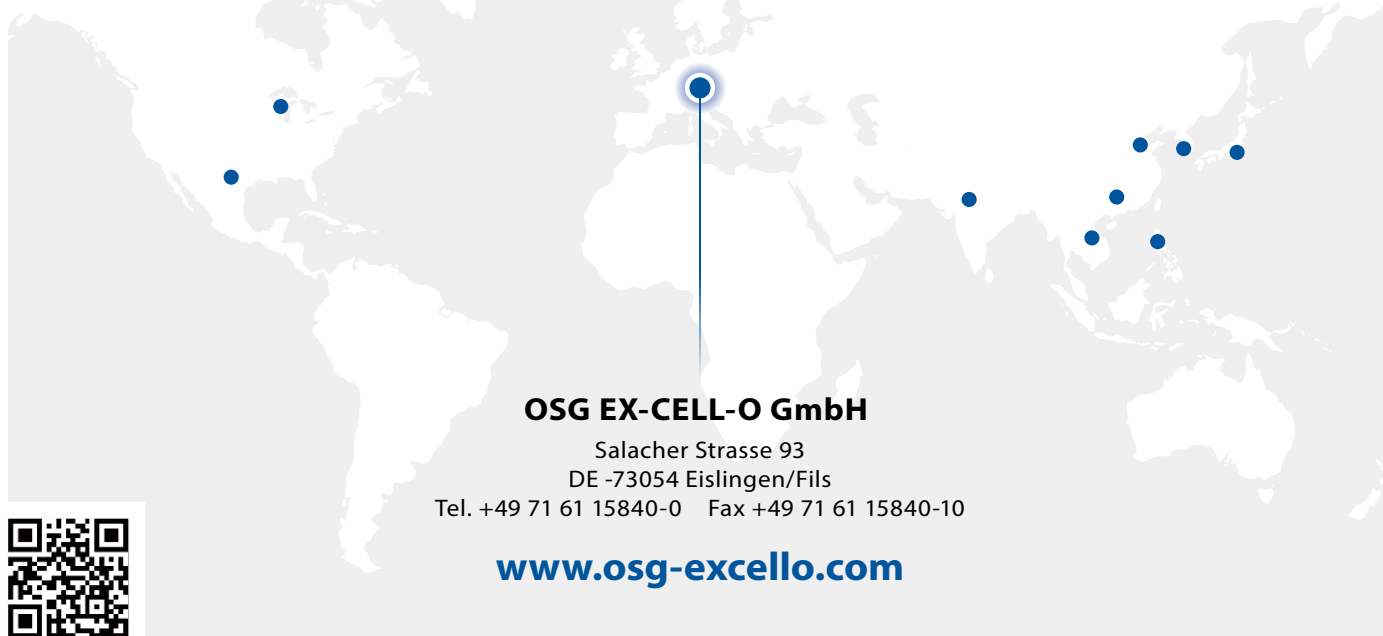 OSG EX-CELL-O GmbH
Salacher Strasse 93
DE -73054 Eislingen/Fils
Tel. +49 71 61 15840-0 Fax +49 71 61 15840-10
www.osg-excello.com